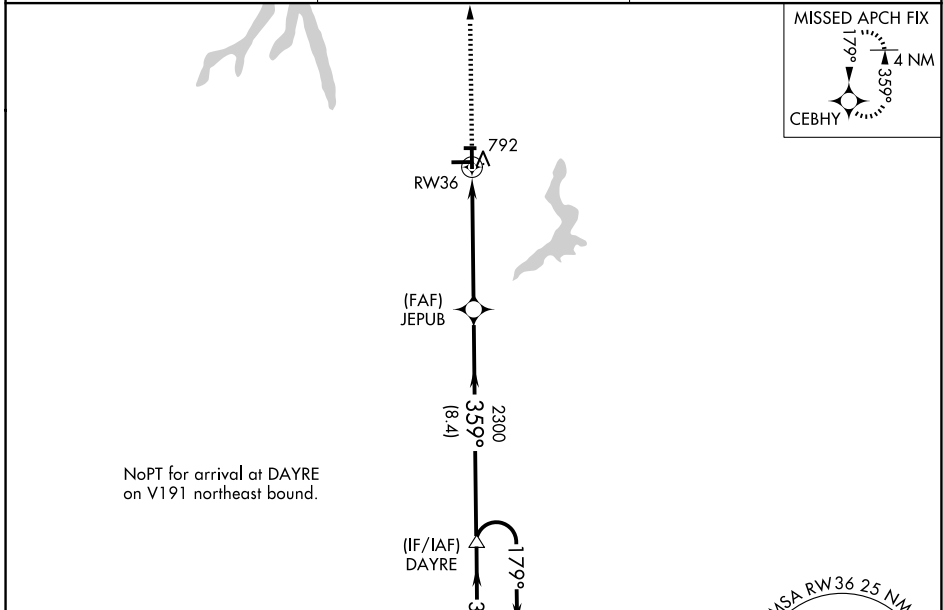 MISSED APCH FIX
179°
4 NM
359°
CEBHY
792
RW36
(FAF)
JEPUB
2300
359°
(8.4)
NoPT for arrival at DAYRE
on V191 northeast bound.
(IF/IAF)
DAYRE
179°
3
MSA RW36 25 NM